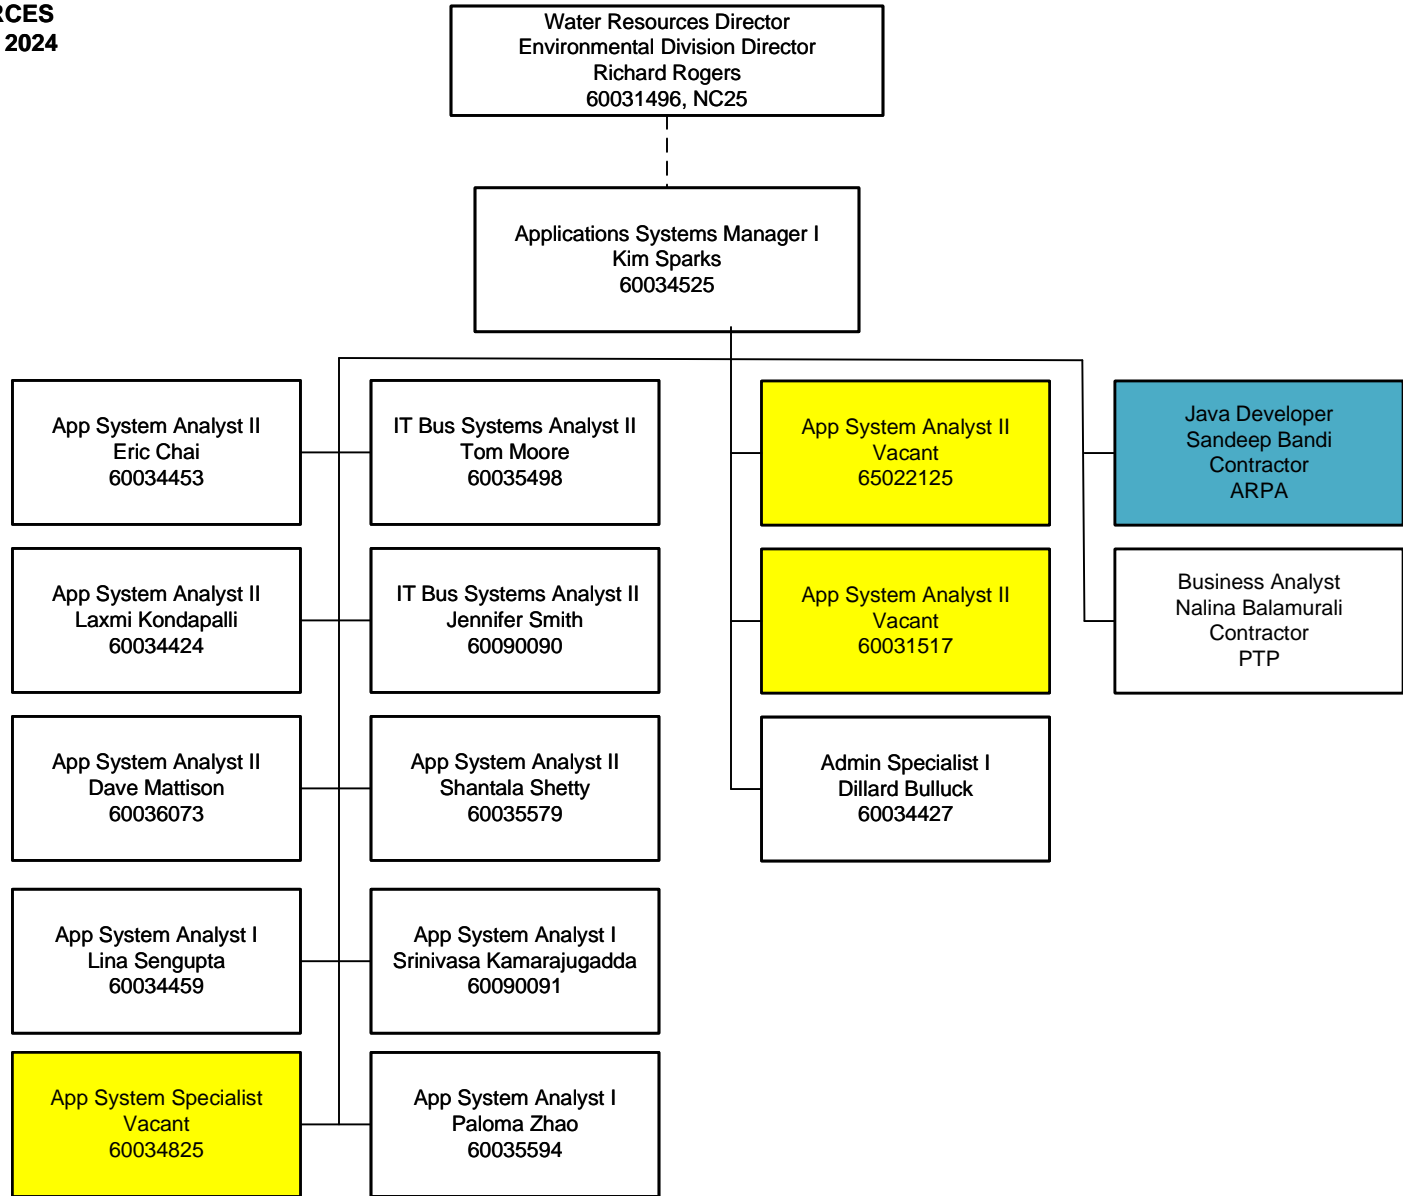 2024
Water Resources Director
Environmental Division Director
Richard Rogers
60031496, NC25
Applications Systems Manager I
Kim Sparks
60034525
App System Analyst II
Eric Chai
60034453
IT Bus Systems Analyst II
Tom Moore
60035498
App System Analyst II
Vacant
65022125
Java Developer
Sandeep Bandi
Contractor
ARPA
App System Analyst II
Laxmi Kondapalli
60034424
IT Bus Systems Analyst II
Jennifer Smith
60090090
App System Analyst II
Vacant
60031517
Business Analyst
Nalina Balamurali
Contractor
PTP
App System Analyst II
Dave Mattison
60036073
App System Analyst II
Shantala Shetty
60035579
Admin Specialist I
Dillard Bulluck
60034427
App System Analyst I
Lina Sengupta
60034459
App System Analyst I
Srinivasa Kamarajugadda
60090091
App System Specialist
Vacant
60034825
App System Analyst I
Paloma Zhao
60035594